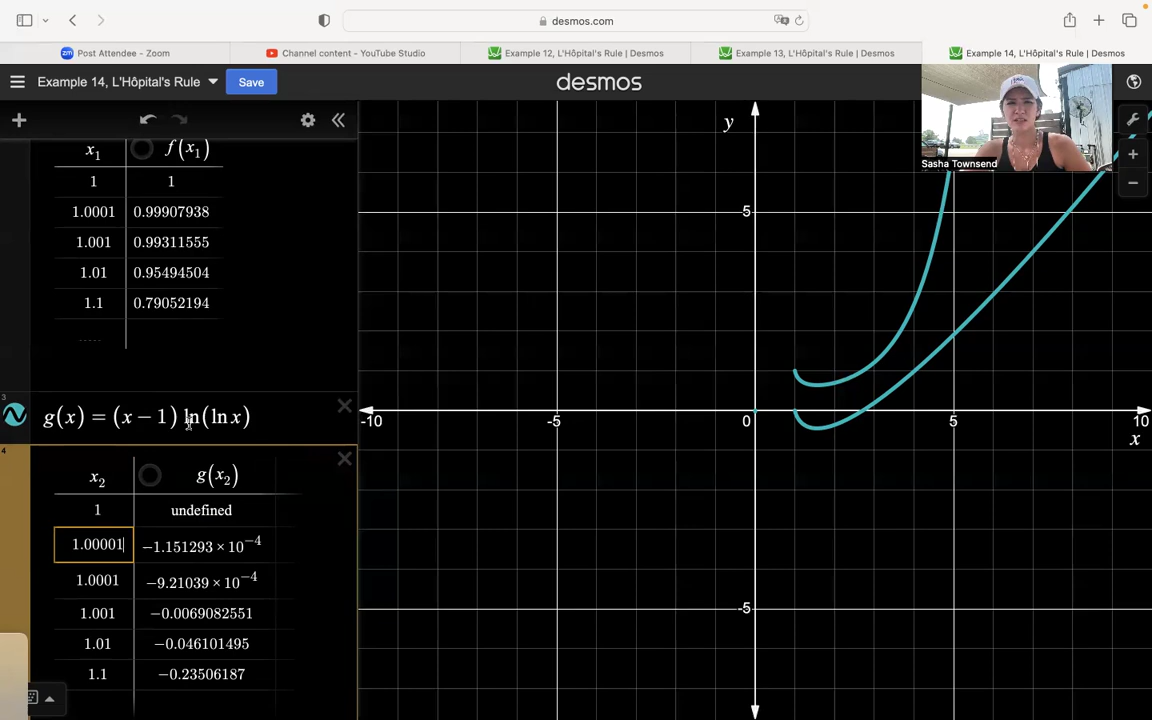 desmos.com
Post Attendee - Zoom
Channel content - YouTube Studio
Example 12, L'Hôpital's Rule | Desmos
Example 13, L'Hôpital's Rule | Desmos
Example 14, L'Hôpital's Rule | Desmos
Example 14, L'Hôpital's Rule
Save
desmos
Sasha Townsend
x₁ f(x₁)
1 1
1.0001 0.99907938
1.001 0.99311555
1.01 0.95494504
1.1 0.79052194
3
g(x) = (x − 1) ln(ln x)
4
x₂ g(x₂)
1 undefined
1.00001 −1.151293 × 10⁻⁴
1.0001 −9.21039 × 10⁻⁴
1.001 −0.0069082551
1.01 −0.046101495
1.1 −0.23506187
y
5
-10 -5 0 5 10
x
-5